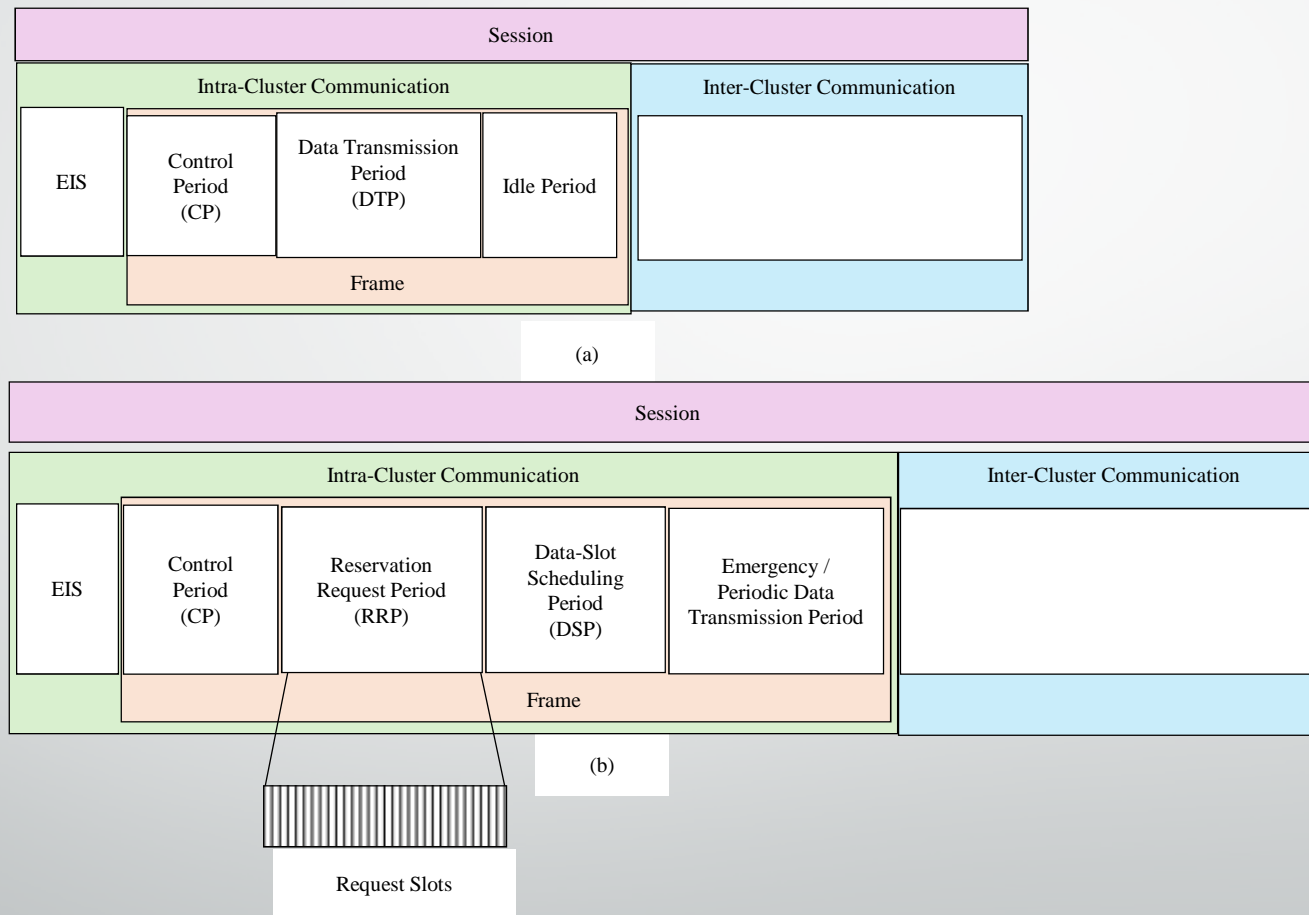 Session
Intra-Cluster Communication
Inter-Cluster Communication
EIS
Control
Period
(CP)
Data Transmission
Period
(DTP)
Idle Period
Frame
(a)
Session
Intra-Cluster Communication
Inter-Cluster Communication
EIS
Control
Period
(CP)
Reservation
Request Period
(RRP)
Data-Slot
Scheduling
Period
(DSP)
Emergency /
Periodic Data
Transmission Period
Frame
(b)
Request Slots